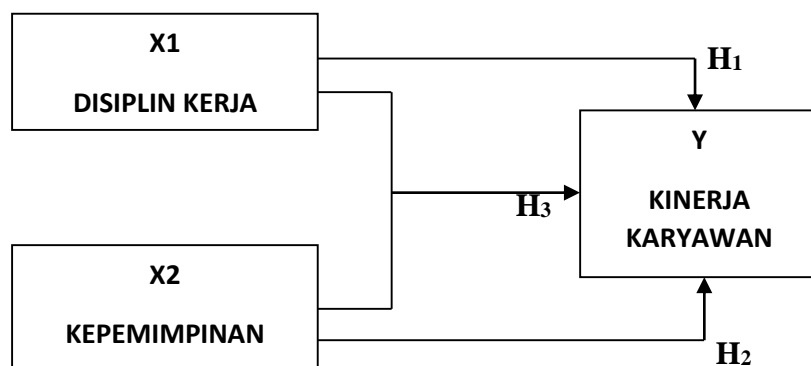 X1
DISIPLIN KERJA
H1
Y
KINERJA
KARYAWAN
H3
X2
KEPEMIMPINAN
H2